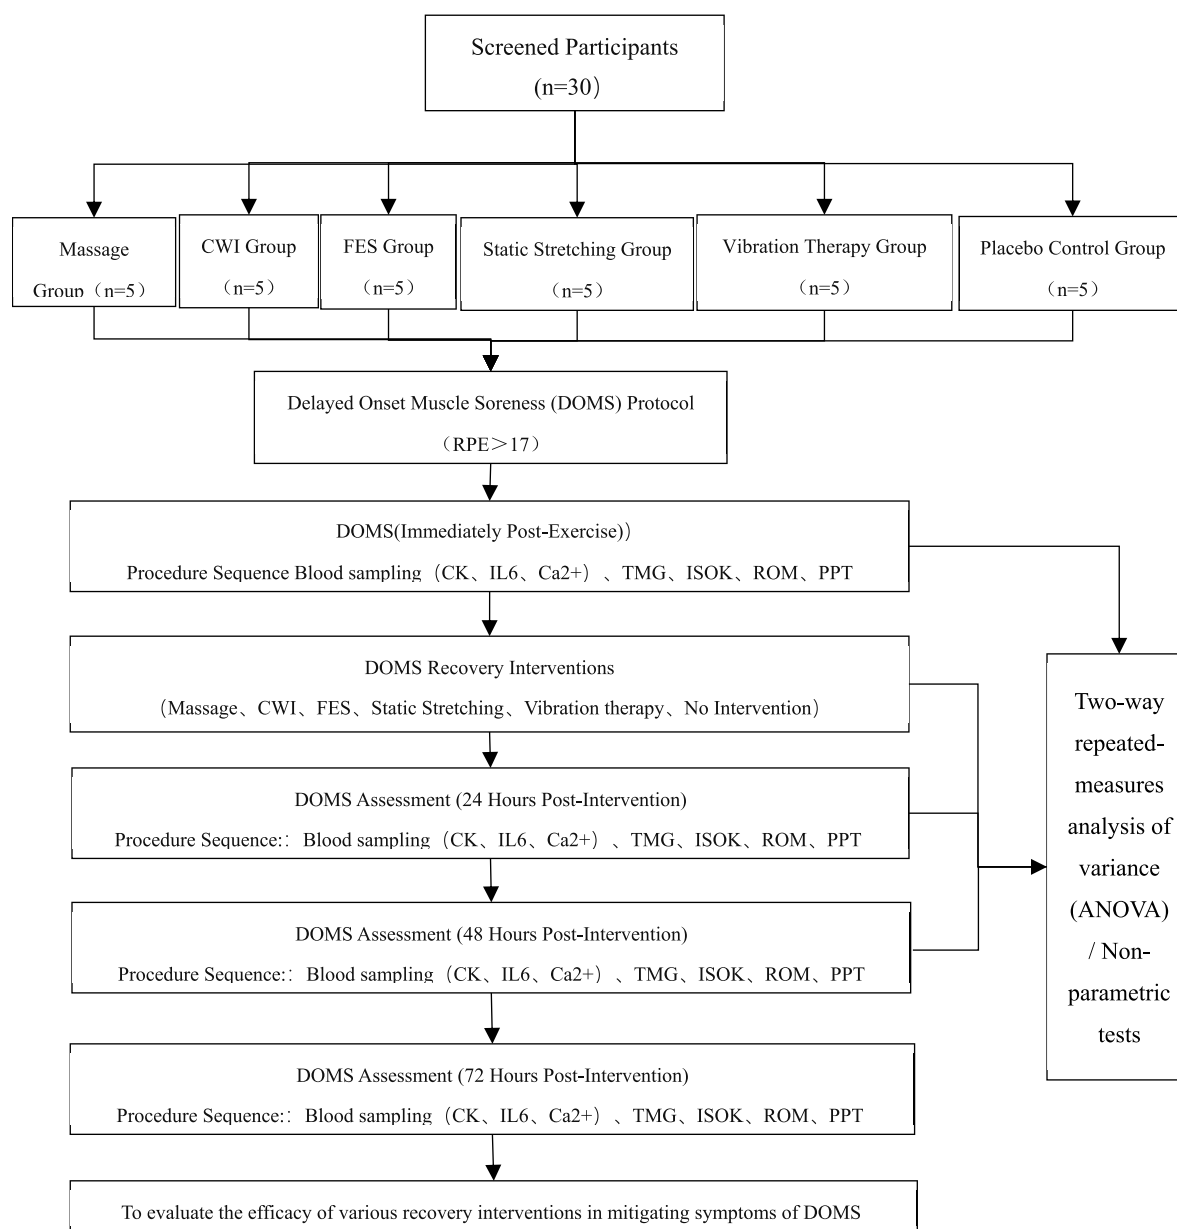 Screened Participants
(n=30）
Massage
Group（n=5）
CWI Group
（n=5）
FES Group
（n=5）
Static Stretching Group
（n=5）
Vibration Therapy Group
（n=5）
Placebo Control Group
（n=5）
Delayed Onset Muscle Soreness (DOMS) Protocol
（RPE＞17）
DOMS(Immediately Post-Exercise)）
Procedure Sequence Blood sampling（CK、IL6、Ca2+）、TMG、ISOK、ROM、PPT
DOMS Recovery Interventions
（Massage、CWI、FES、Static Stretching、Vibration therapy、No Intervention）
DOMS Assessment (24 Hours Post-Intervention)
Procedure Sequence:： Blood sampling（CK、IL6、Ca2+）、TMG、ISOK、ROM、PPT
DOMS Assessment (48 Hours Post-Intervention)
Procedure Sequence:： Blood sampling（CK、IL6、Ca2+）、TMG、ISOK、ROM、PPT
DOMS Assessment (72 Hours Post-Intervention)
Procedure Sequence:： Blood sampling（CK、IL6、Ca2+）、TMG、ISOK、ROM、PPT
To evaluate the efficacy of various recovery interventions in mitigating symptoms of DOMS
Two-way
repeated-
measures
analysis of
variance
(ANOVA)
/ Non-
parametric
tests